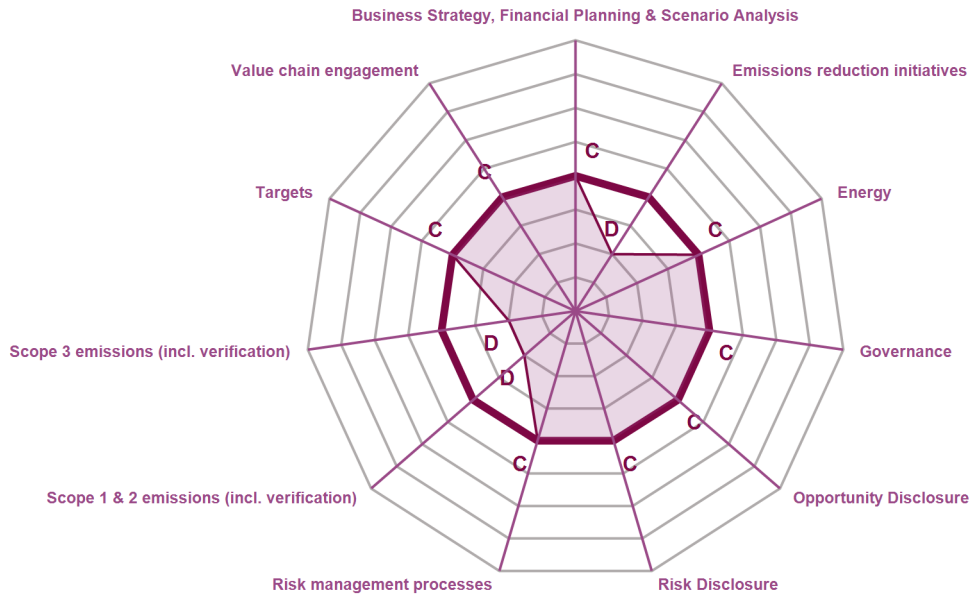 Business Strategy, Financial Planning & Scenario Analysis
Value chain engagement
Emissions reduction initiatives
C
C
Targets
Energy
C
D
C
Scope 3 emissions (incl. verification)
D
C
Governance
D
C
Scope 1 & 2 emissions (incl. verification)
C
C
Opportunity Disclosure
Risk management processes
Risk Disclosure